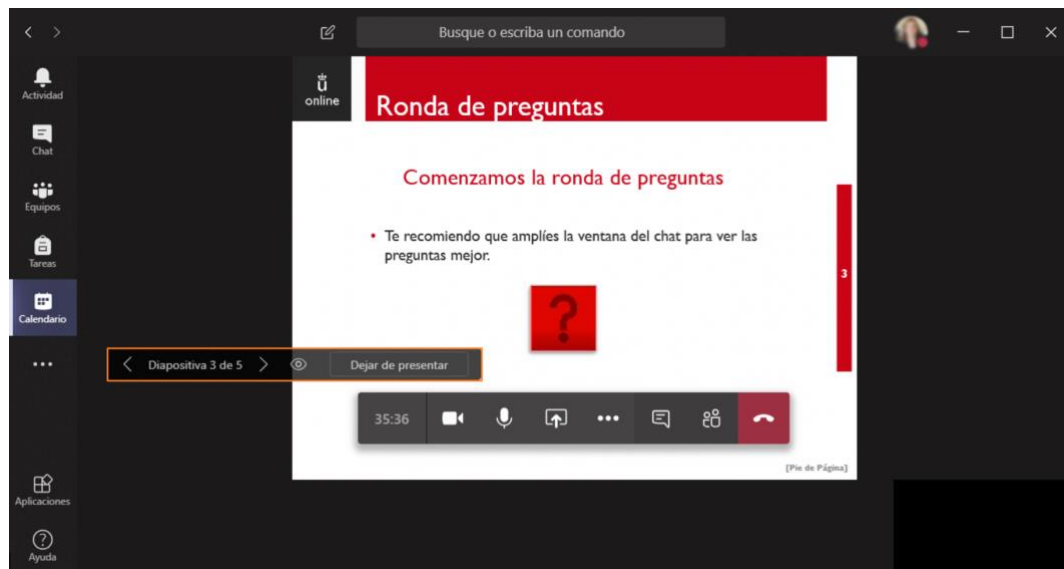 Busque o escriba un comando
Actividad
Chat
Equipos
Tareas
Calendario
Aplicaciones
Ayuda
ü
online
Ronda de preguntas
Comenzamos la ronda de preguntas
• Te recomiendo que amplíes la ventana del chat para ver las
preguntas mejor.
3
?
Diapositiva 3 de 5
Dejar de presentar
35:36
[Pie de Página]